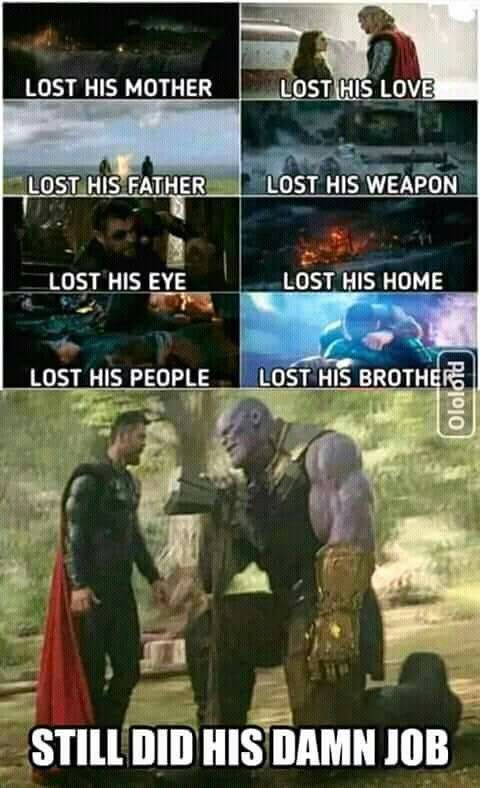 LOST HIS MOTHER
LOST HIS LOVE
LOST HIS FATHER
LOST HIS WEAPON
LOST HIS EYE
LOST HIS HOME
LOST HIS PEOPLE
LOST HIS BROTHER
Ololoid
STILL DID HIS DAMN JOB